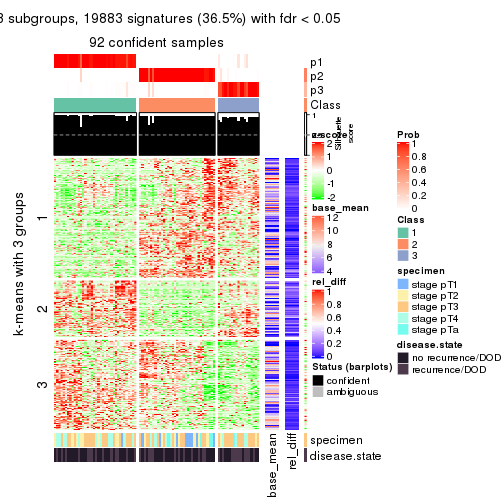 3 subgroups, 19883 signatures (36.5%) with fdr < 0.05
92 confident samples
p1
p2
p3
Class
1
Silhouette
score
k-means with 3 groups
1
2
3
z-score
2
1
0
-1
-2
base_mean
12
10
8
6
4
rel_diff
1
0.8
0.6
0.4
0.2
0
Status (barplots)
confident
ambiguous
Prob
1
0.8
0.6
0.4
0.2
0
Class
1
2
3
specimen
stage pT1
stage pT2
stage pT3
stage pT4
stage pTa
disease.state
no recurrence/DOD
recurrence/DOD
specimen
disease.state
base_mean
rel_diff